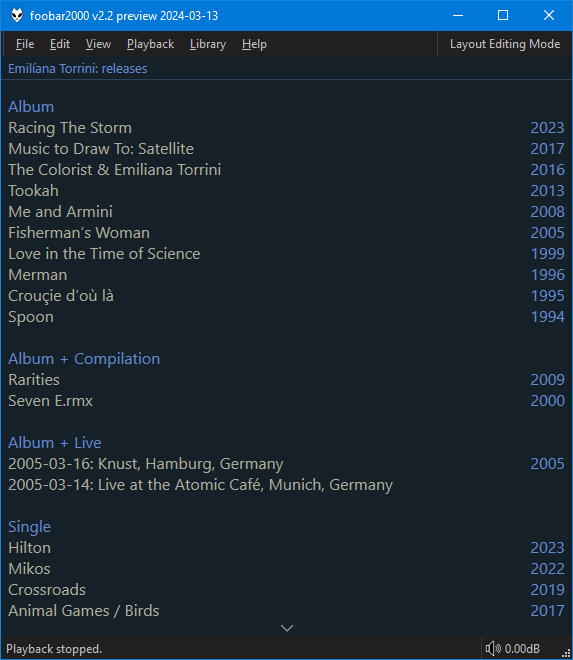 foobar2000 v2.2 preview 2024-03-13
File Edit View Playback Library Help Layout Editing Mode
Emilíana Torrini: releases
Album
Racing The Storm 2023
Music to Draw To: Satellite 2017
The Colorist & Emiliana Torrini 2016
Tookah 2013
Me and Armini 2008
Fisherman’s Woman 2005
Love in the Time of Science 1999
Merman 1996
Crouçie d’où là 1995
Spoon 1994
Album + Compilation
Rarities 2009
Seven E.rmx 2000
Album + Live
2005-03-16: Knust, Hamburg, Germany 2005
2005-03-14: Live at the Atomic Café, Munich, Germany
Single
Hilton 2023
Mikos 2022
Crossroads 2019
Animal Games / Birds 2017
Playback stopped. 0.00dB